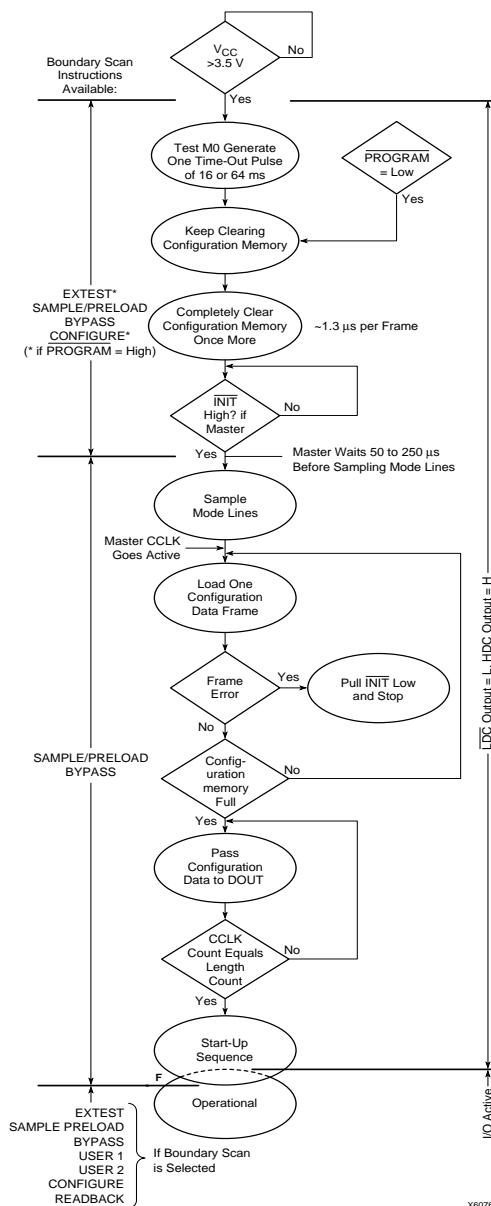 VCC
>3.5 V
No
Boundary Scan
Instructions
Available:
Yes
Test M0 Generate
One Time-Out Pulse
of 16 or 64 ms
PROGRAM
= Low
Yes
Keep Clearing
Configuration Memory
EXTEST*
SAMPLE/PRELOAD
BYPASS
CONFIGURE*
(* if PROGRAM = High)
Completely Clear
Configuration Memory
Once More
~1.3 μs per Frame
INIT
High? if
Master
No
Yes
Master Waits 50 to 250 μs
Before Sampling Mode Lines
Sample
Mode Lines
Master CCLK
Goes Active
Load One
Configuration
Data Frame
LDC Output = L, HDC Output = H
Frame
Error
Yes
Pull INIT Low
and Stop
No
SAMPLE/PRELOAD
BYPASS
Config-
uration
memory
Full
No
Yes
Pass
Configuration
Data to DOUT
CCLK
Count Equals
Length
Count
No
Yes
Start-Up
Sequence
F
Operational
I/O Active
EXTEST
SAMPLE PRELOAD
BYPASS
USER 1
USER 2
CONFIGURE
READBACK
If Boundary Scan
is Selected
X6076